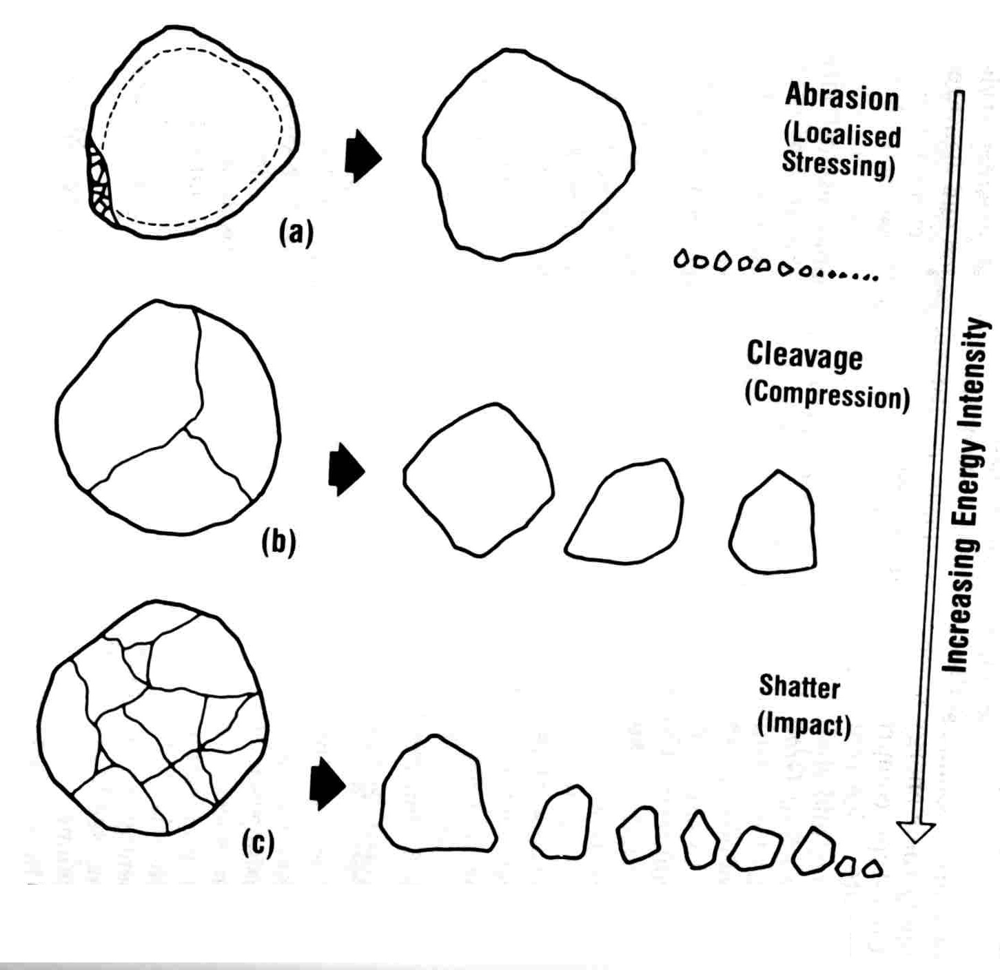 Abrasion
(Localised
Stressing)
(a)
Cleavage
(Compression)
(b)
Shatter
(Impact)
(c)
Increasing Energy Intensity